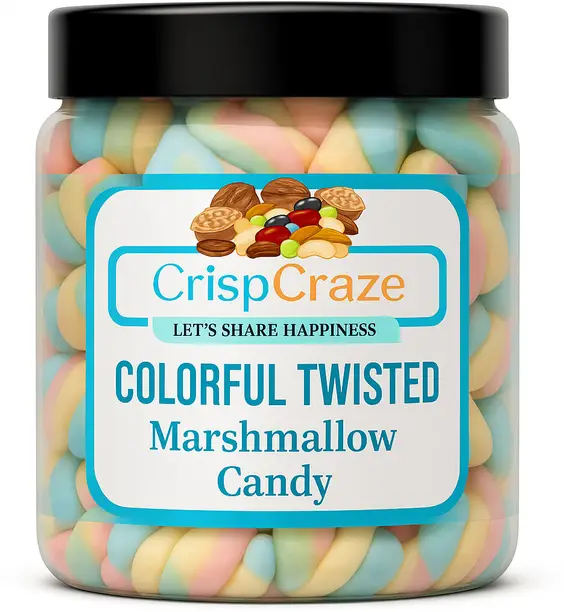 CrispCraze
LET'S SHARE HAPPINESS
COLORFUL TWISTED
Marshmallow
Candy